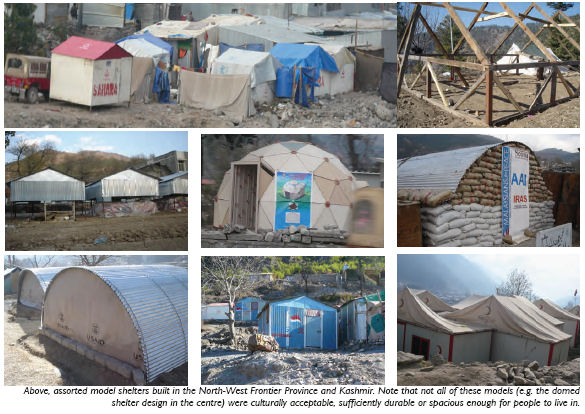 SAHARA
MALAYSIANS
AAI
IRAS
USAID
Above, assorted model shelters built in the North-West Frontier Province and Kashmir. Note that not all of these models (e.g. the domed
shelter design in the centre) were culturally acceptable, sufficiently durable or spacious enough for people to live in.